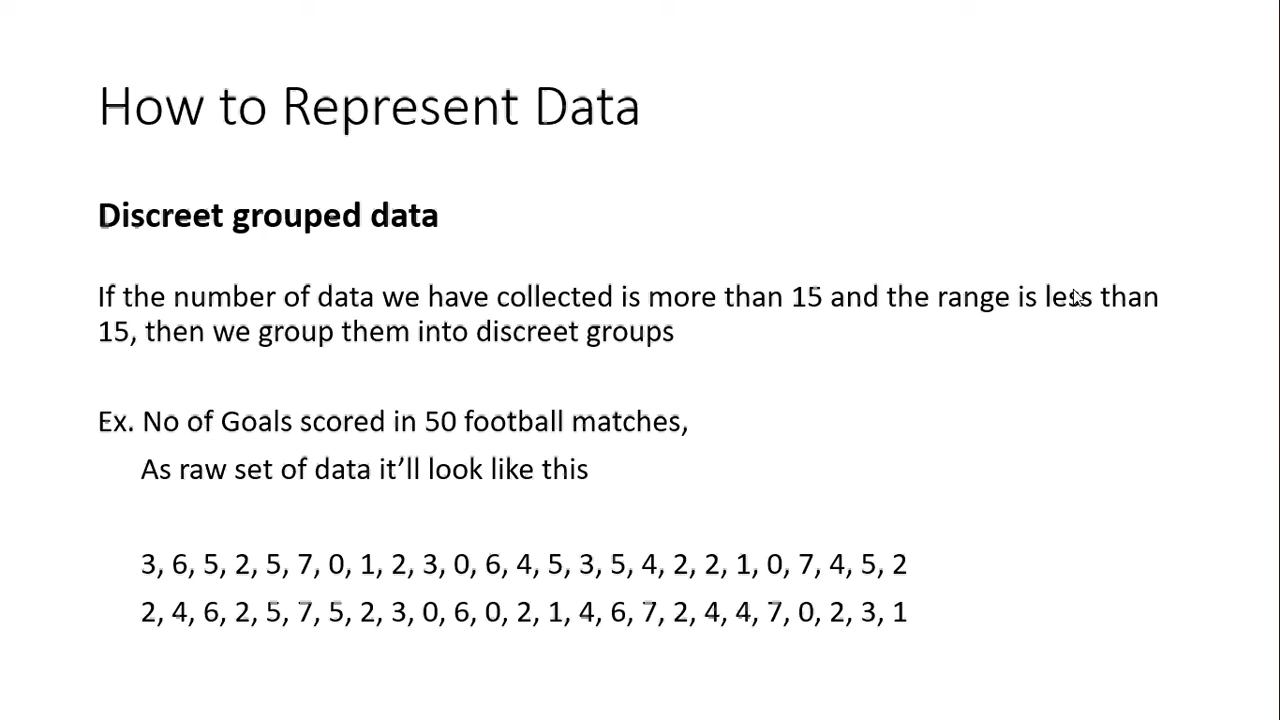 How to Represent Data
Discreet grouped data
If the number of data we have collected is more than 15 and the range is less than
15, then we group them into discreet groups
Ex. No of Goals scored in 50 football matches,
As raw set of data it’ll look like this
3, 6, 5, 2, 5, 7, 0, 1, 2, 3, 0, 6, 4, 5, 3, 5, 4, 2, 2, 1, 0, 7, 4, 5, 2
2, 4, 6, 2, 5, 7, 5, 2, 3, 0, 6, 0, 2, 1, 4, 6, 7, 2, 4, 4, 7, 0, 2, 3, 1